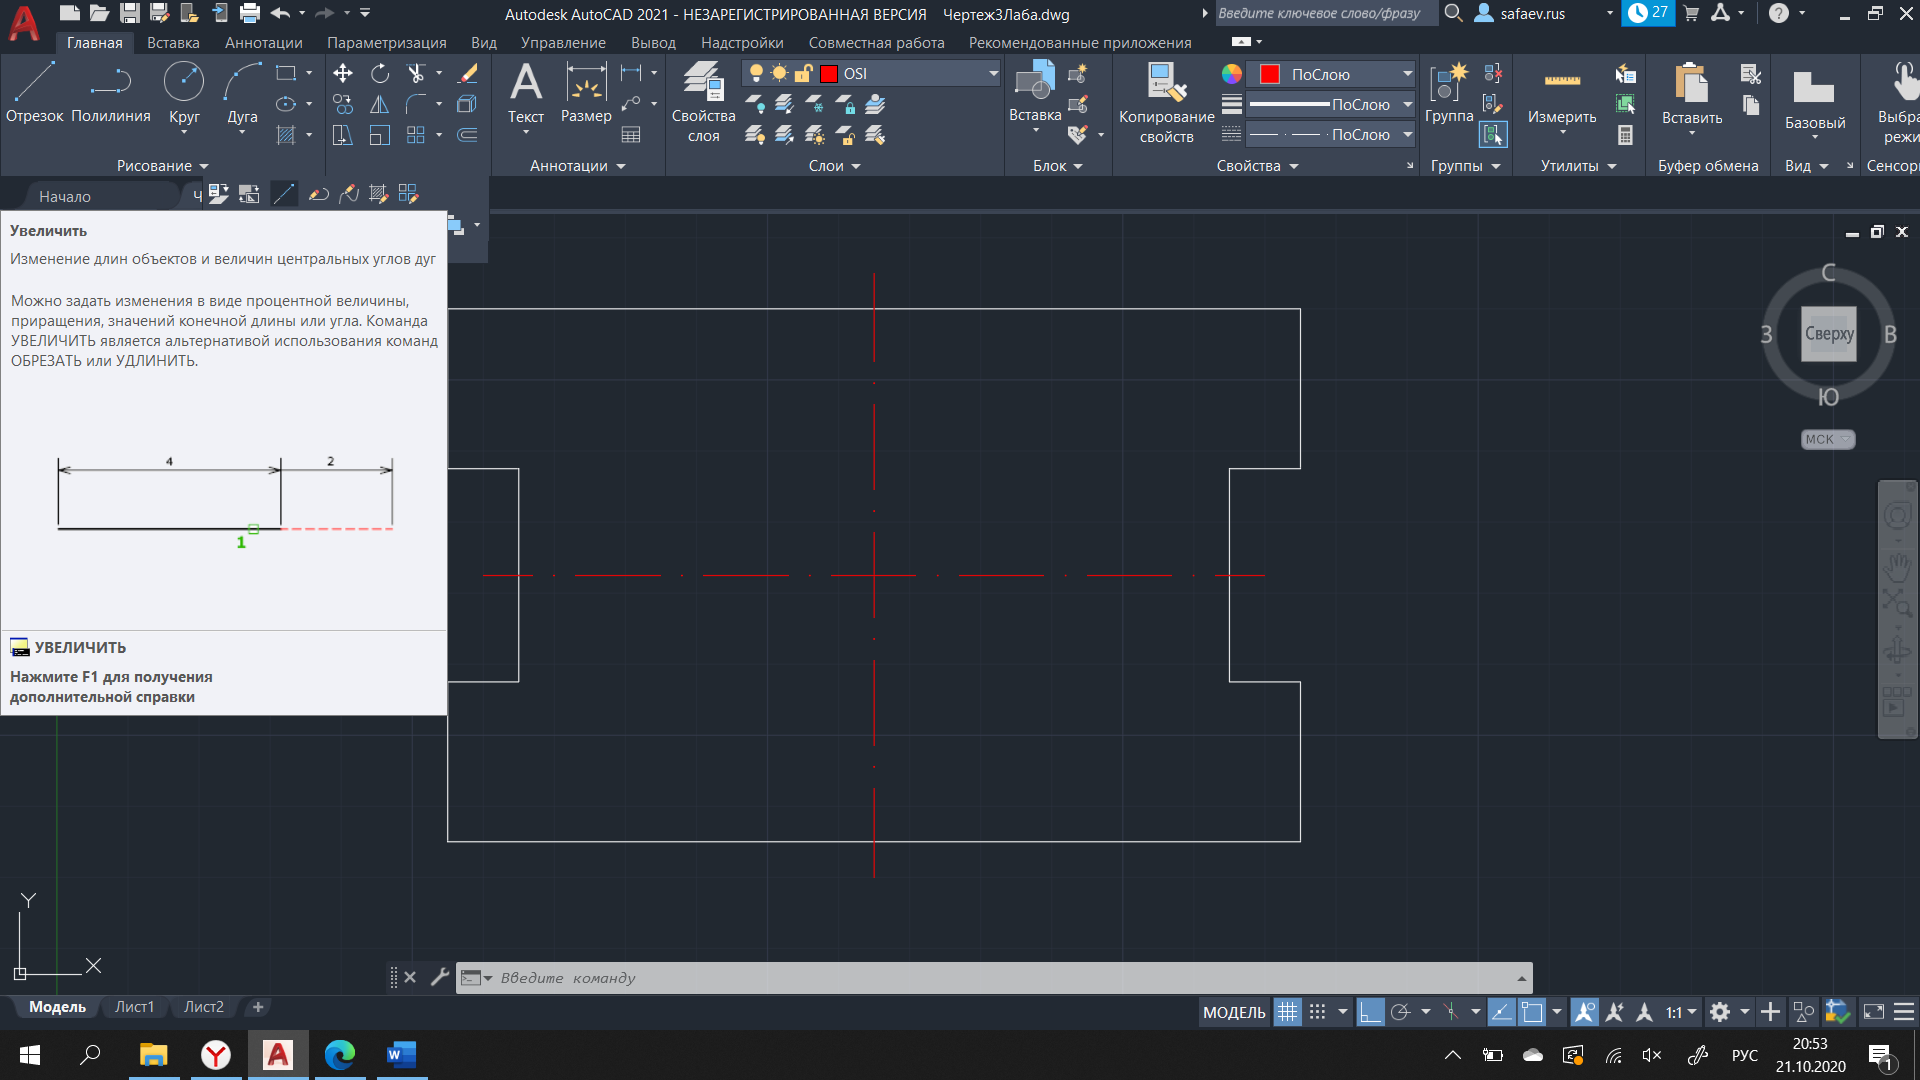 Autodesk AutoCAD 2021 - НЕЗАРЕГИСТРИРОВАННАЯ ВЕРСИЯ Чертеж3Лаба.dwg
Введите ключевое слово/фразу
safaev.rus
27
Главная Вставка Аннотации Параметризация Вид Управление Вывод Надстройки Совместная работа Рекомендованные приложения
Отрезок Полилиния Круг Дуга
Рисование
Текст Размер
Аннотации
Свойства слоя
OSI
Слои
Вставка
Блок
Копирование свойств
ПоСлою
ПоСлою
ПоСлою
Свойства
Группа
Группы
Измерить
Утилиты
Вставить
Буфер обмена
Базовый
Вид
Выбра
режи
Сенсорн
Начало
Ч
Увеличить
Изменение длин объектов и величин центральных углов дуг
Можно задать изменения в виде процентной величины,
приращения, значений конечной длины или угла. Команда
УВЕЛИЧИТЬ является альтернативой использования команд
ОБРЕЗАТЬ или УДЛИНИТЬ.
4 2
1
УВЕЛИЧИТЬ
Нажмите F1 для получения
дополнительной справки
С
З Сверху В
Ю
МСК
Y
X
Введите команду
Модель Лист1 Лист2
МОДЕЛЬ
1:1
РУС
20:53
21.10.2020
1